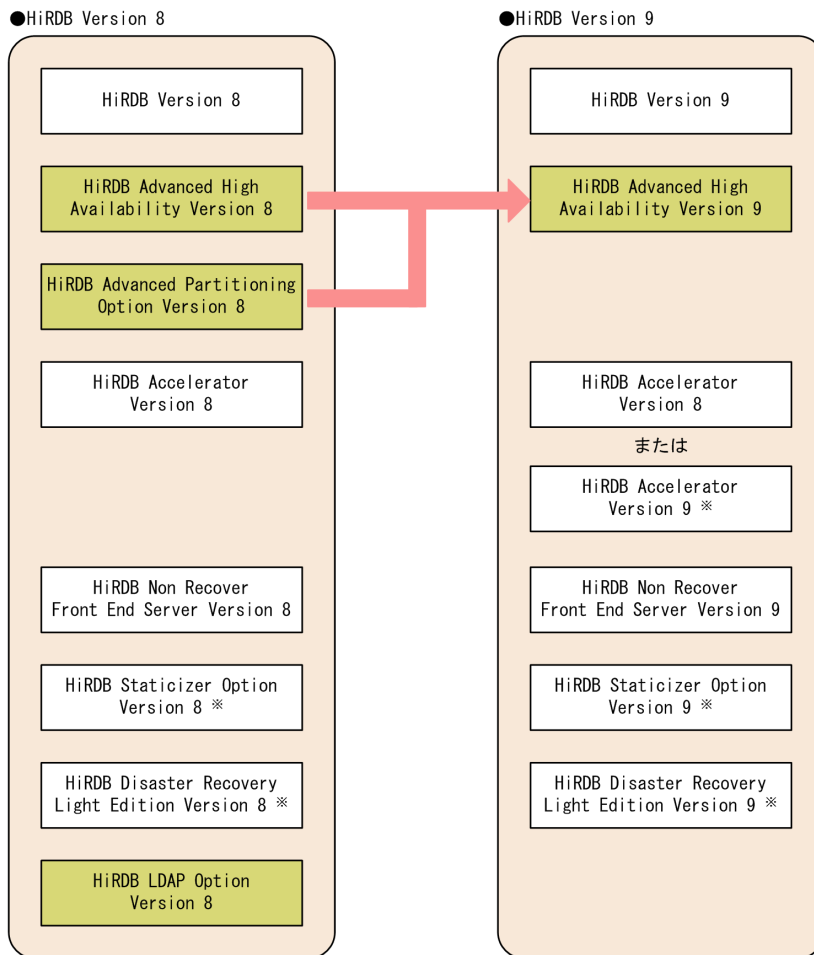 ●HiRDB Version 8
HiRDB Version 8
HiRDB Advanced High
Availability Version 8
HiRDB Advanced Partitioning
Option Version 8
HiRDB Accelerator
Version 8
HiRDB Non Recover
Front End Server Version 8
HiRDB Staticizer Option
Version 8 ※
HiRDB Disaster Recovery
Light Edition Version 8 ※
HiRDB LDAP Option
Version 8
●HiRDB Version 9
HiRDB Version 9
HiRDB Advanced High
Availability Version 9
HiRDB Accelerator
Version 8
または
HiRDB Accelerator
Version 9 ※
HiRDB Non Recover
Front End Server Version 9
HiRDB Staticizer Option
Version 9 ※
HiRDB Disaster Recovery
Light Edition Version 9 ※